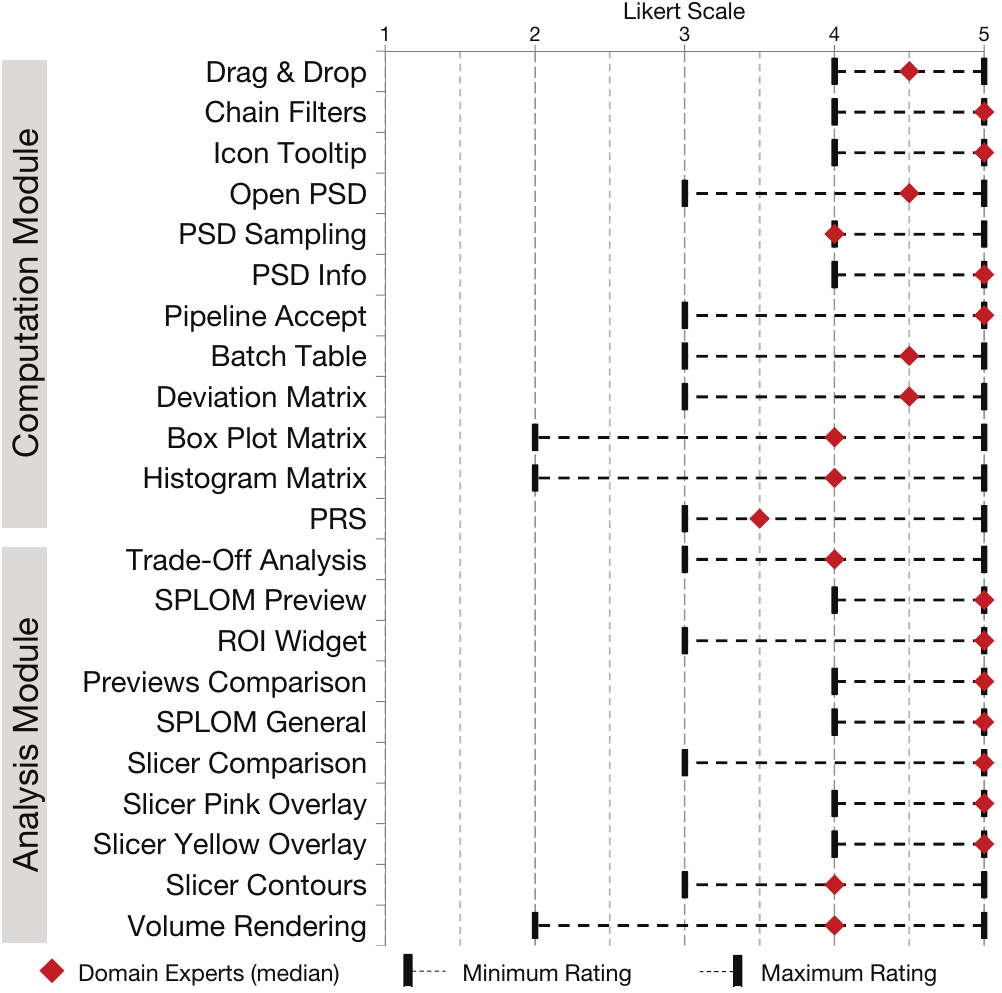 Likert Scale
1 2 3 4 5
Computation Module
Drag & Drop
Chain Filters
Icon Tooltip
Open PSD
PSD Sampling
PSD Info
Pipeline Accept
Batch Table
Deviation Matrix
Box Plot Matrix
Histogram Matrix
PRS
Analysis Module
Trade-Off Analysis
SPLOM Preview
ROI Widget
Previews Comparison
SPLOM General
Slicer Comparison
Slicer Pink Overlay
Slicer Yellow Overlay
Slicer Contours
Volume Rendering
Domain Experts (median) Minimum Rating Maximum Rating